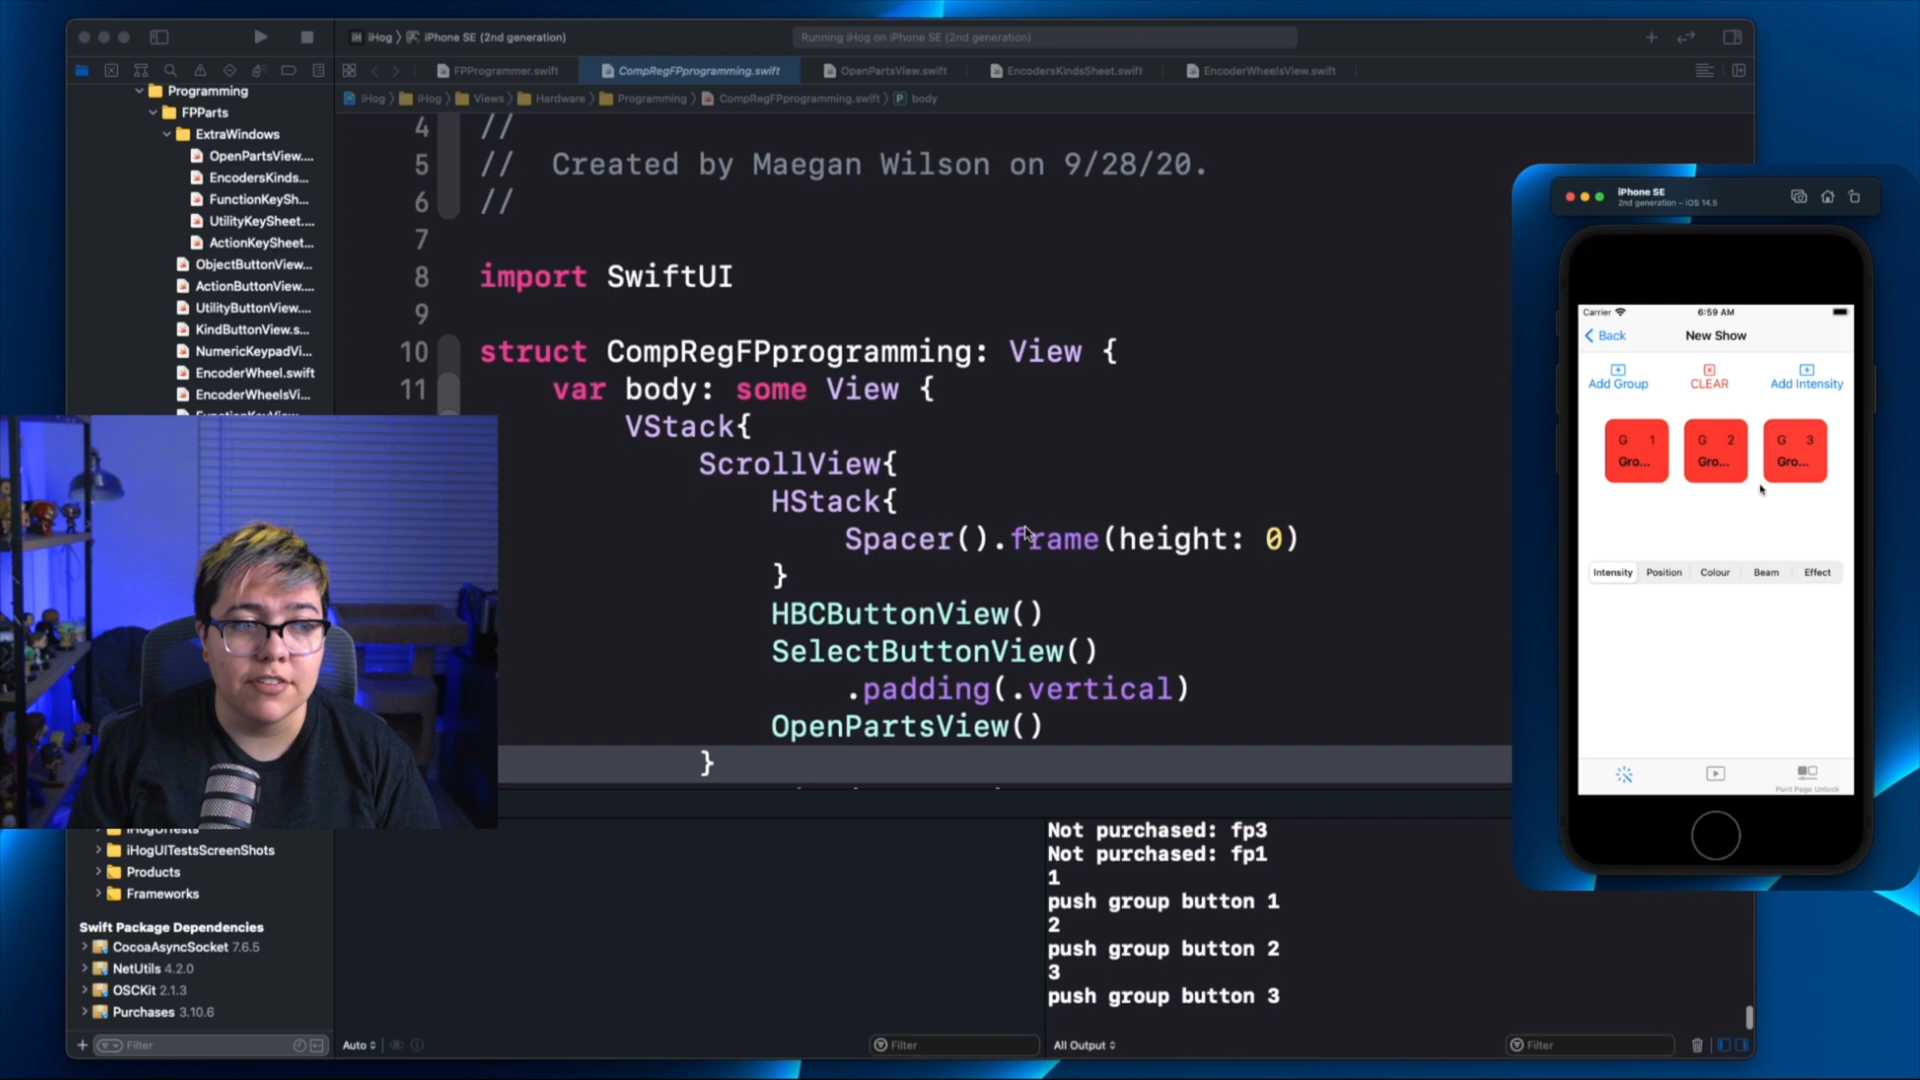 iHog 〉 iPhone SE (2nd generation)
Running iHog on iPhone SE (2nd generation)
FPProgrammer.swift
CompRegFPprogramming.swift
OpenPartsView.swift
EncodersKindsSheet.swift
EncoderWheelsView.swift
iHog 〉 iHog 〉 Views 〉 Hardware 〉 Programming 〉 CompRegFPprogramming.swift 〉 P body
Programming
FPParts
ExtraWindows
OpenPartsView....
EncodersKinds...
FunctionKeySh...
UtilityKeySheet....
ActionKeySheet...
ObjectButtonView...
ActionButtonView....
UtilityButtonView....
KindButtonView.s...
NumericKeypadVi...
EncoderWheel.swift
EncoderWheelsVi...
iHogUITestsScreenShots
Products
Frameworks
Swift Package Dependencies
CocoaAsyncSocket 7.6.5
NetUtils 4.2.0
OSCKit 2.1.3
Purchases 3.10.6
Filter
4 //
5 //  Created by Maegan Wilson on 9/28/20.
6 //
7
8 import SwiftUI
9
10 struct CompRegFPprogramming: View {
11 var body: some View {
VStack{
ScrollView{
HStack{
Spacer().frame(height: 0)
}
HBCButtonView()
SelectButtonView()
.padding(.vertical)
OpenPartsView()
}
Auto
Filter
Not purchased: fp3
Not purchased: fp1
1
push group button 1
2
push group button 2
3
push group button 3
All Output
Filter
iPhone SE
2nd generation – iOS 14.5
Carrier 6:59 AM
Back New Show
Add Group CLEAR Add Intensity
G 1 G 2 G 3
Gro... Gro... Gro...
Intensity Position Colour Beam Effect
Punt Page Unlock